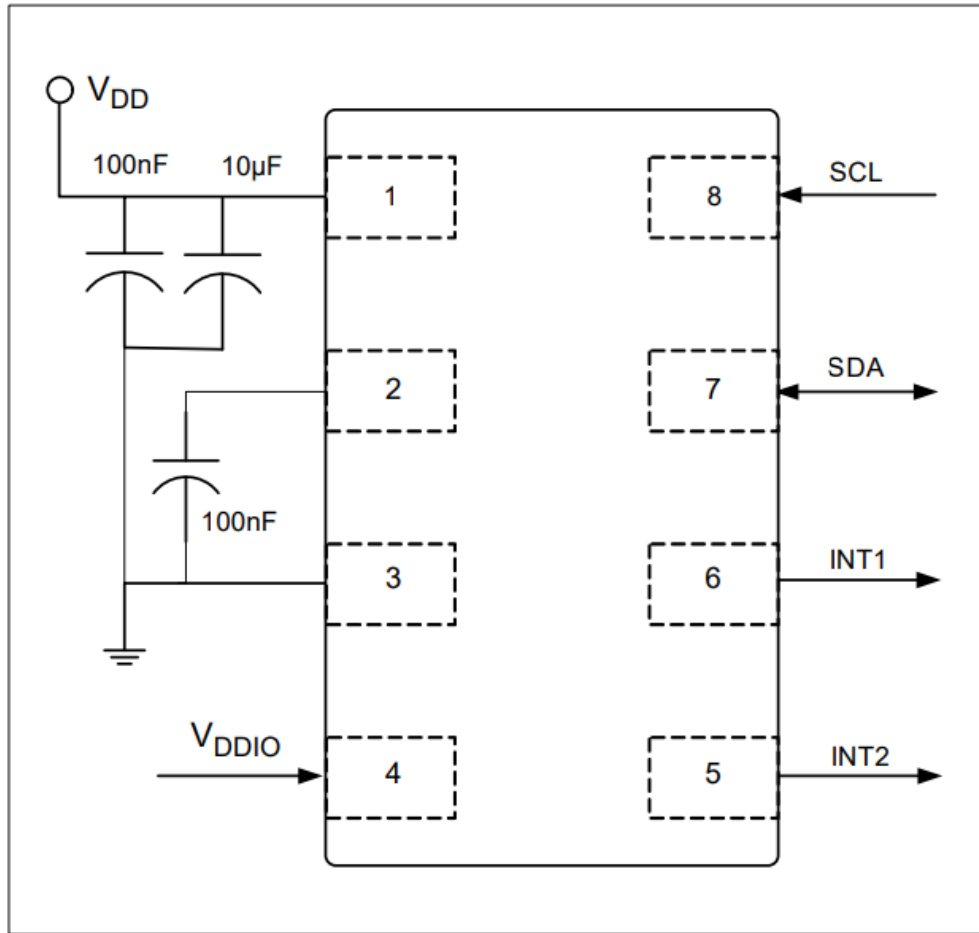 VDD
100nF 10µF
1 8 SCL
2 7 SDA
100nF
3 6 INT1
VDDIO 4 5 INT2